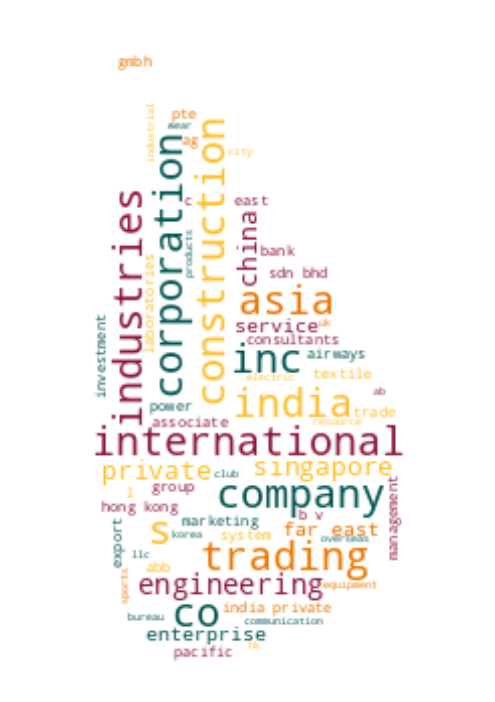 gmbh
industrial
pte
wear
ag
construction
corporation
city
industries
c
east
china
products
bank
laboratories
sdn bhd
asia
investment
service
uk
consultants
inc
airways
electric
textile
ab
india
power
trade
associate
resource
international
private
club
singapore
l
group
company
management
hong kong
b v
export
s
marketing
far east
korea
system
overseas
llc
trading
abb
sports
engineering
equipment
co
india private
bureau
communication
enterprise
hk
pacific